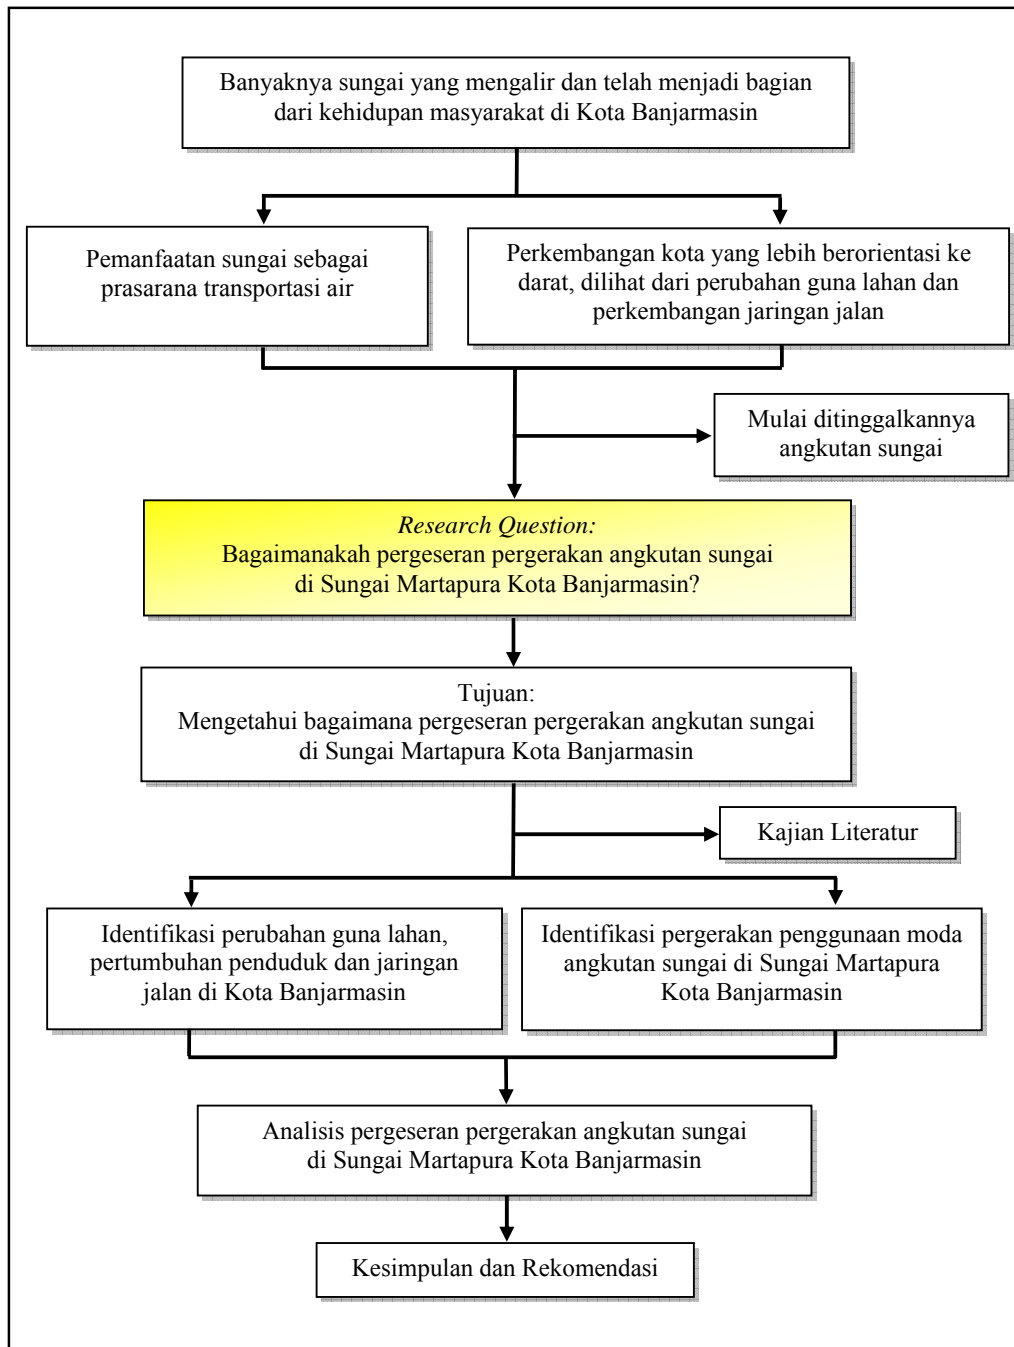 Banyaknya sungai yang mengalir dan telah menjadi bagian
dari kehidupan masyarakat di Kota Banjarmasin
Pemanfaatan sungai sebagai
prasarana transportasi air
Perkembangan kota yang lebih berorientasi ke
darat, dilihat dari perubahan guna lahan dan
perkembangan jaringan jalan
Mulai ditinggalkannya
angkutan sungai
Research Question:
Bagaimanakah pergeseran pergerakan angkutan sungai
di Sungai Martapura Kota Banjarmasin?
Tujuan:
Mengetahui bagaimana pergeseran pergerakan angkutan sungai
di Sungai Martapura Kota Banjarmasin
Kajian Literatur
Identifikasi perubahan guna lahan,
pertumbuhan penduduk dan jaringan
jalan di Kota Banjarmasin
Identifikasi pergerakan penggunaan moda
angkutan sungai di Sungai Martapura
Kota Banjarmasin
Analisis pergeseran pergerakan angkutan sungai
di Sungai Martapura Kota Banjarmasin
Kesimpulan dan Rekomendasi